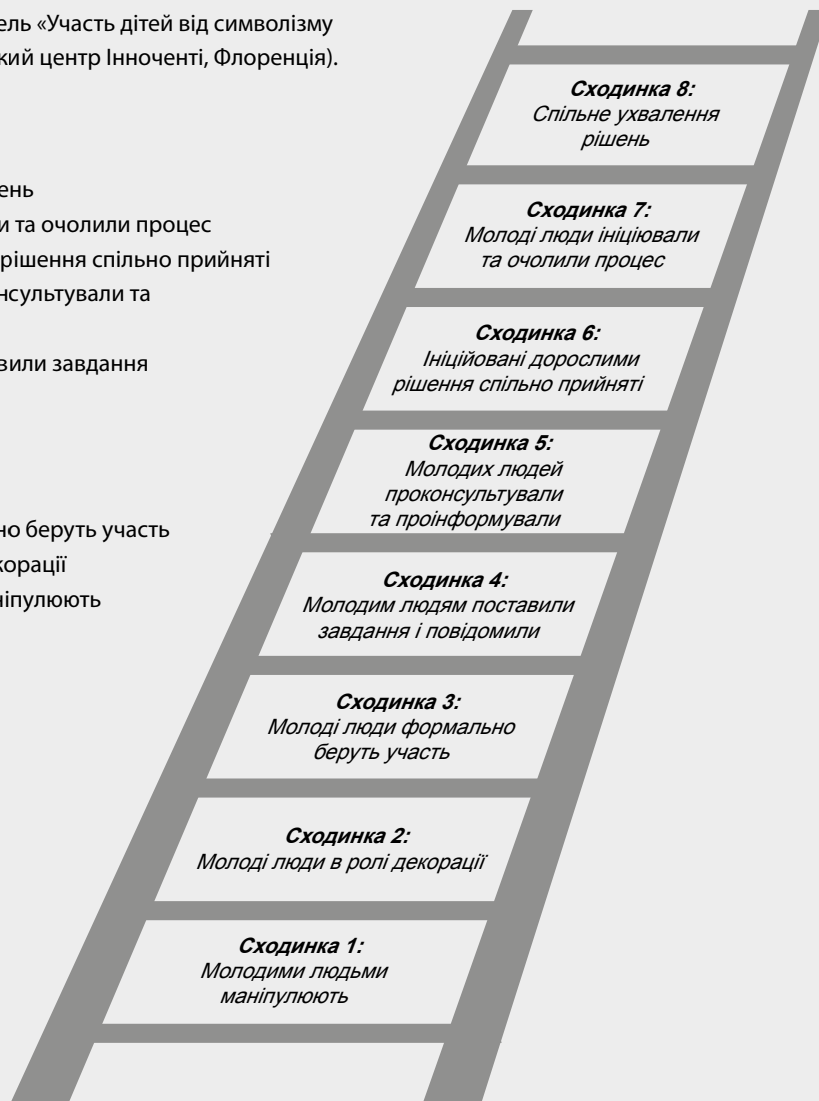 ель «Участь дітей від символізму
кий центр Інноченті, Флоренція).
ень
и та очолили процес
рішення спільно прийняті
нсультували та
вили завдання
но беруть участь
корації
ніпулюють
Сходинка 8:
Спільне ухвалення
рішень
Сходинка 7:
Молоді люди ініціювали
та очолили процес
Сходинка 6:
Ініційовані дорослими
рішення спільно прийняті
Сходинка 5:
Молодих людей
проконсультували
та проінформували
Сходинка 4:
Молодим людям поставили
завдання і повідомили
Сходинка 3:
Молоді люди формально
беруть участь
Сходинка 2:
Молоді люди в ролі декорації
Сходинка 1:
Молодими людьми
маніпулюють